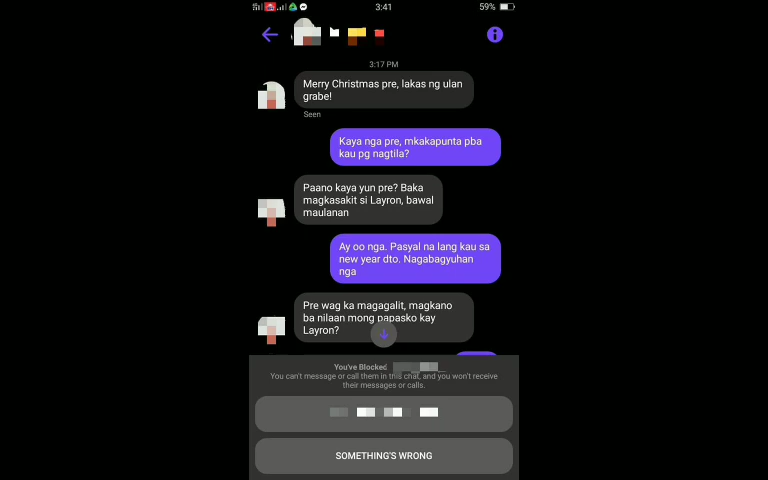 3:41
59%
3:17 PM
Merry Christmas pre, lakas ng ulan
grabe!
Seen
Kaya nga pre, mkakapunta pba
kau pg nagtila?
Paano kaya yun pre? Baka
magkasakit si Layron, bawal
maulanan
Ay oo nga. Pasyal na lang kau sa
new year dto. Nagabagyuhan
nga
Pre wag ka magagalit, magkano
ba nilaan mong papasko kay
Layron?
You've Blocked
You can't message or call them in this chat, and you won't receive
their messages or calls.
SOMETHING'S WRONG